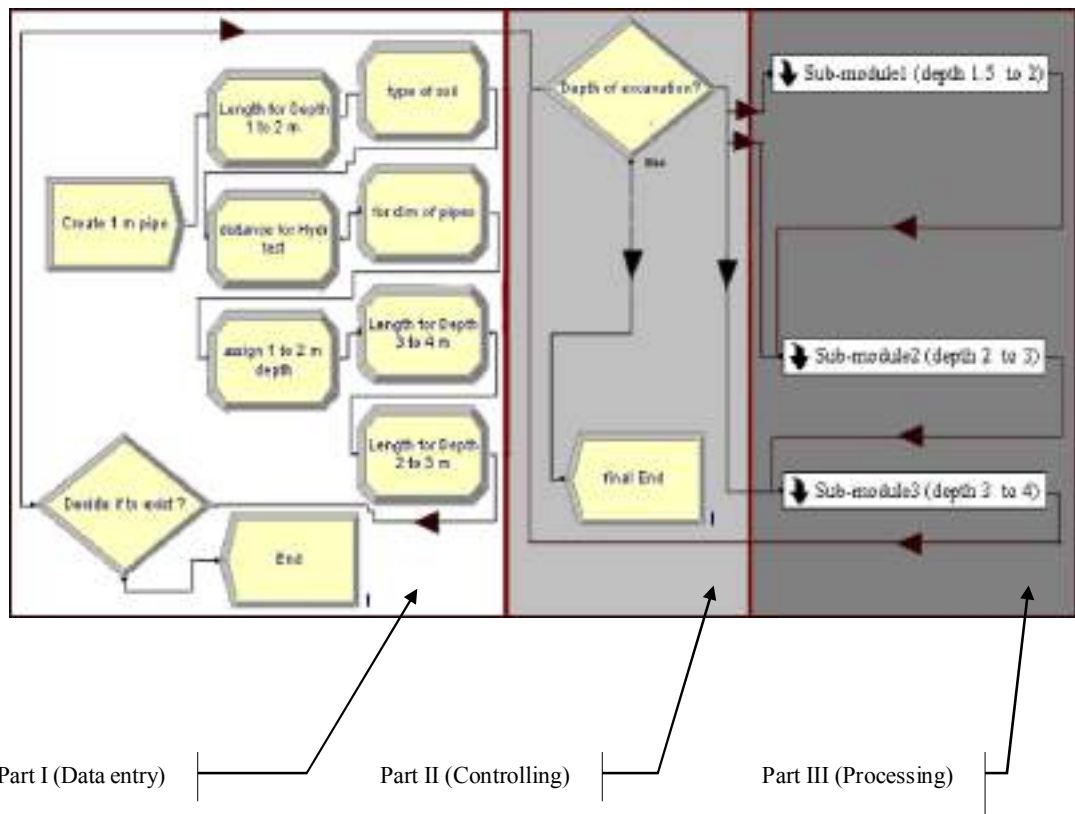 Length for Depth
1 to 2 m
type of soil
Create 1 m pipe
distance for Hydr
test
for dim of pipes
assign 1 to 2 m
depth
Length for Depth
3 to 4 m
Length for Depth
2 to 3 m
Decide if is exist ?
End
Depth of excanation?
final End
Sub-module1 (depth 1.5 to 2)
Sub-module2 (depth 2 to 3)
Sub-module3 (depth 3 to 4)
Part I (Data entry)
Part II (Controlling)
Part III (Processing)